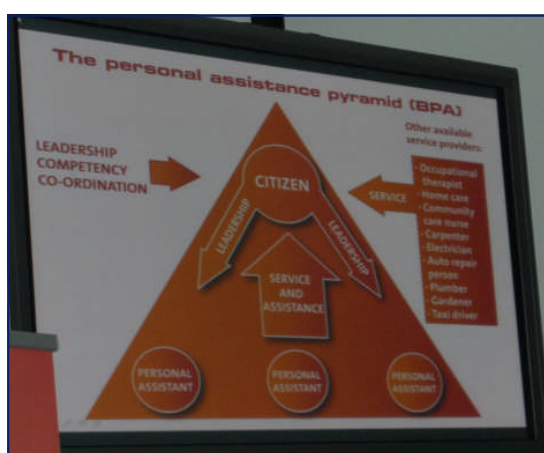 The personal assistance pyramid (BPA)
LEADERSHIP
COMPETENCY
CO-ORDINATION
CITIZEN
LEADERSHIP
LEADERSHIP
SERVICE
AND
ASSISTANCE
PERSONAL
ASSISTANT
PERSONAL
ASSISTANT
PERSONAL
ASSISTANT
Other available
service providers:
SERVICE
- Occupational
therapist
- Home care
- Community
care nurse
- Carpenter
- Electrician
- Auto repair
person
- Plumber
- Gardener
- Taxi driver